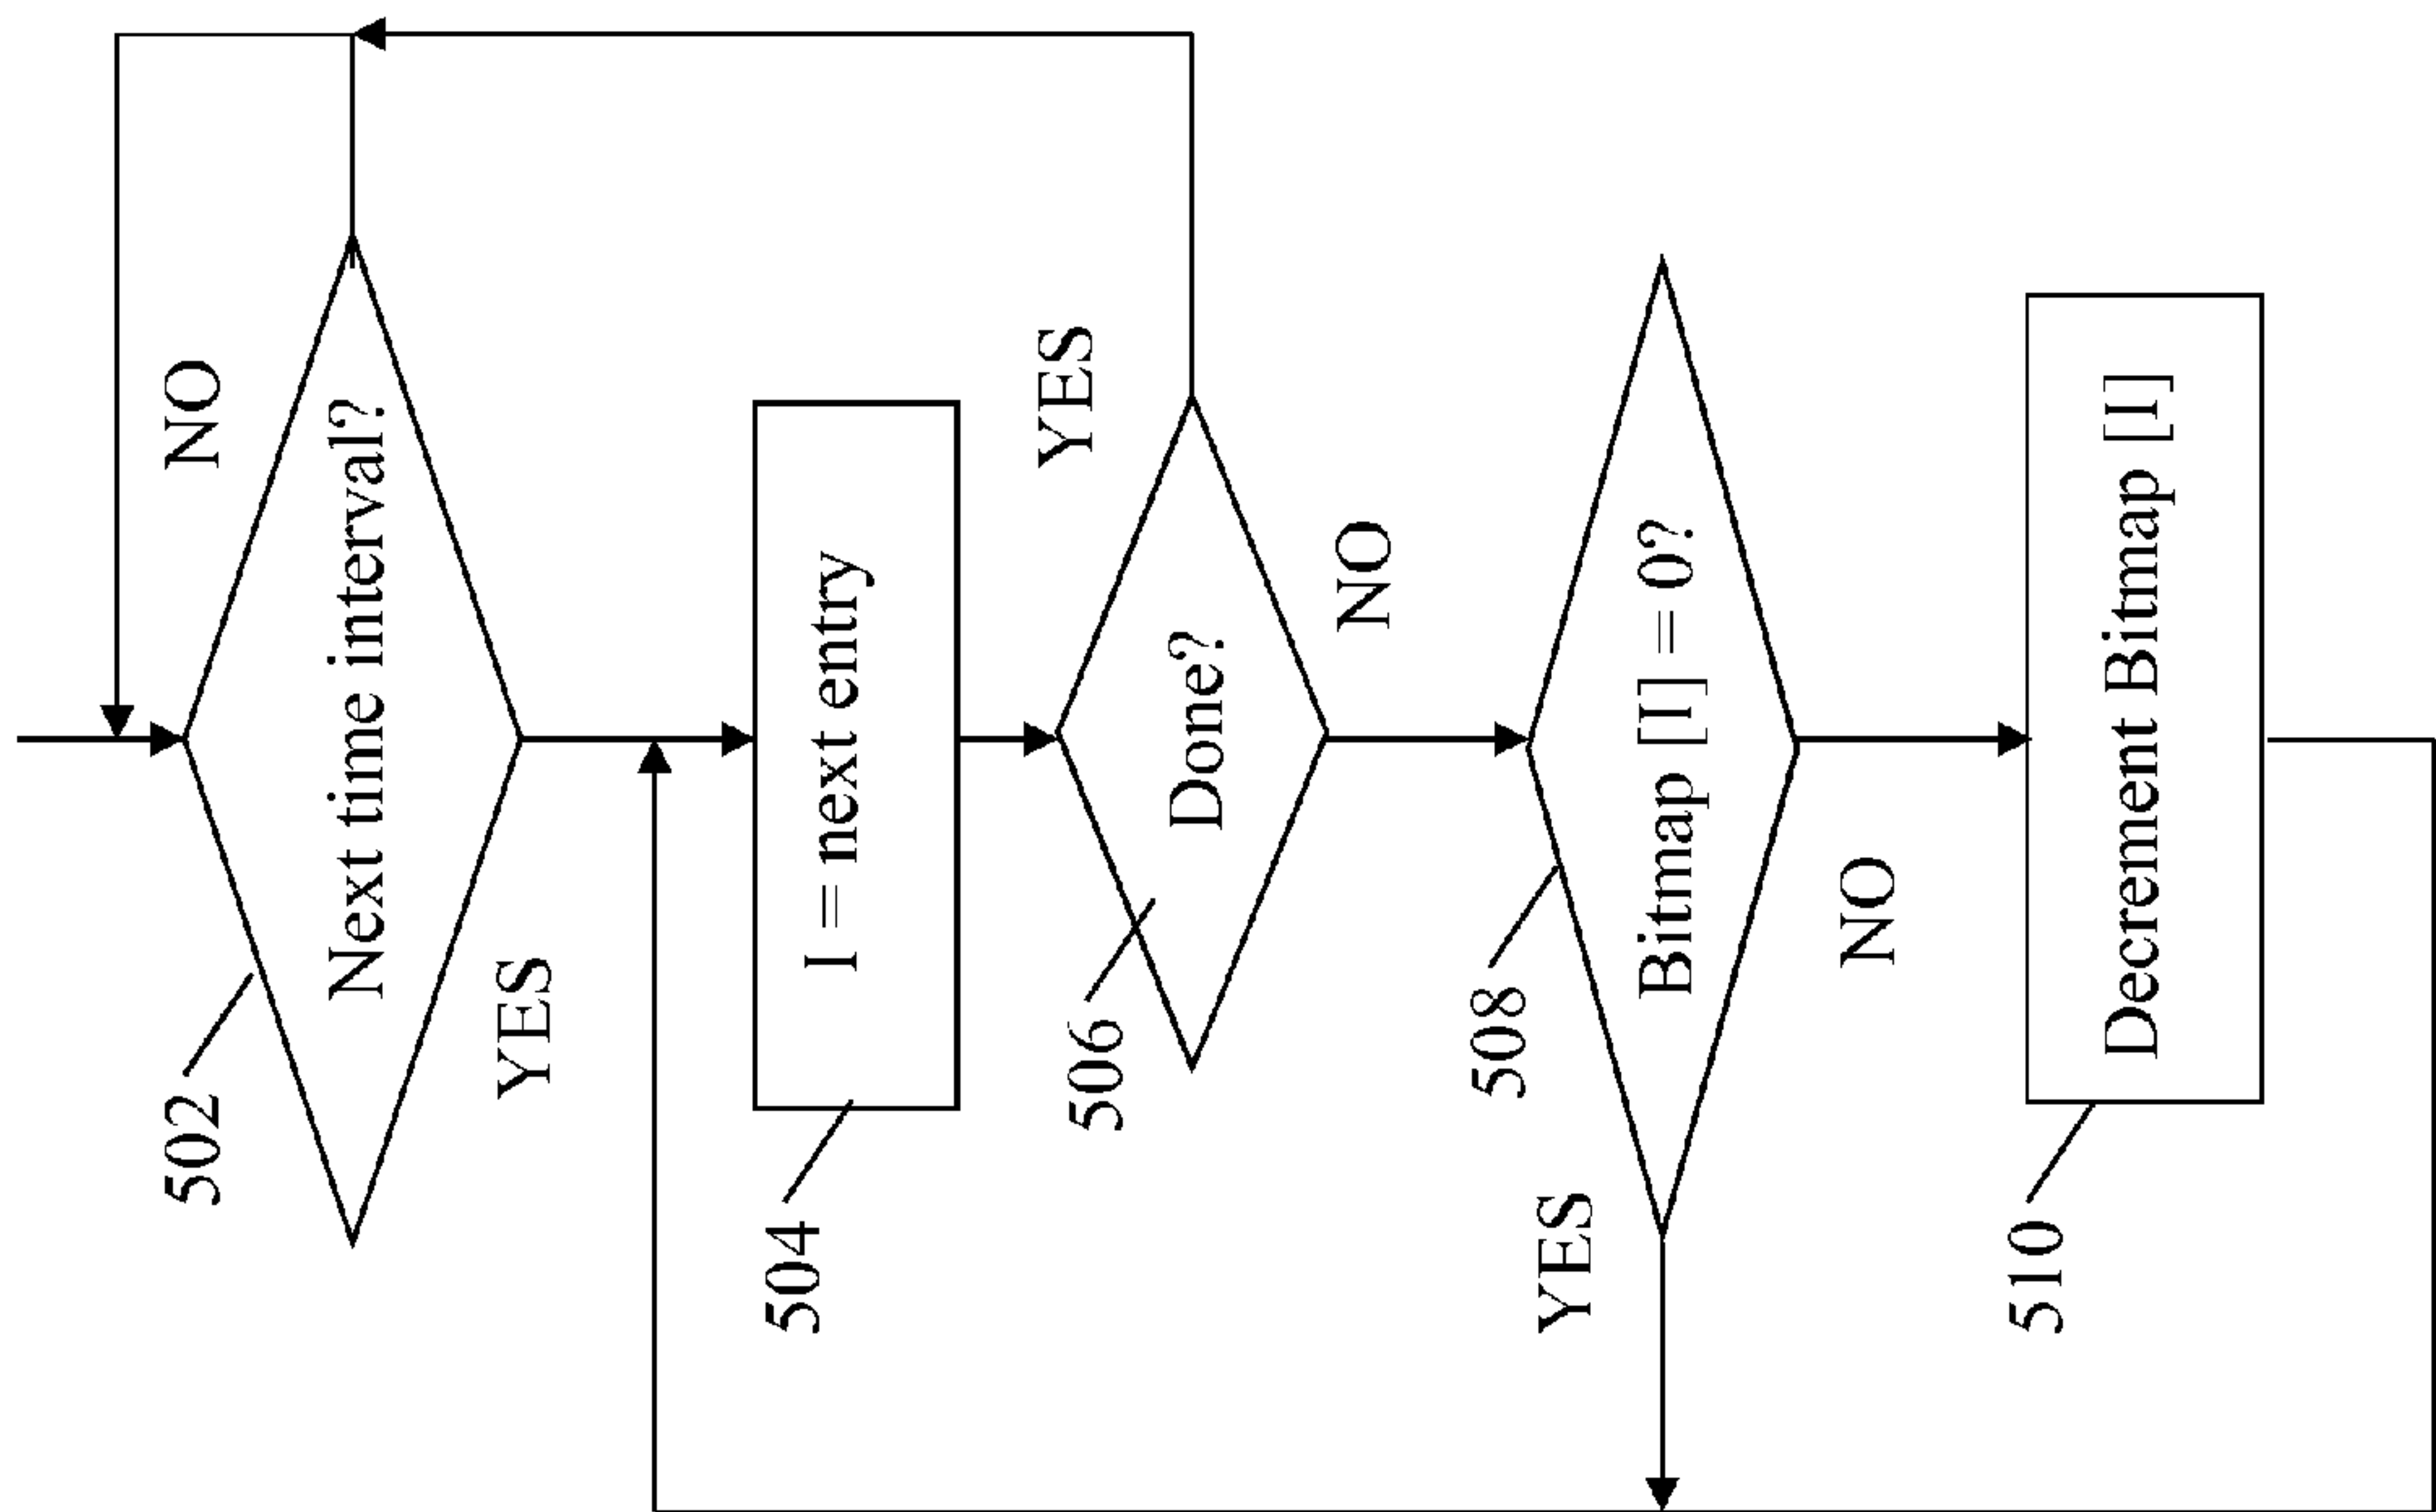 502
Next time interval?
NO
YES
504
I = next entry
506
Done?
YES
NO
508
Bitmap [I] = 0?
YES
NO
510
Decrement Bitmap [I]